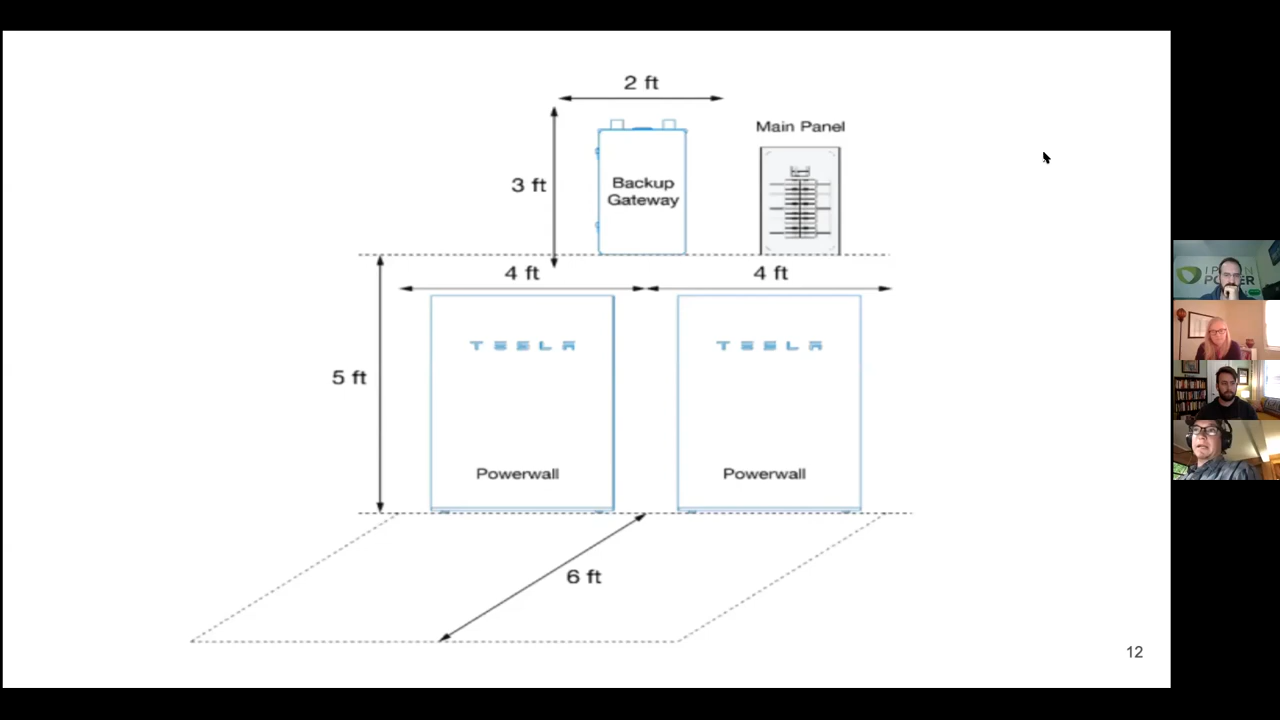 2 ft
Main Panel
3 ft
Backup
Gateway
4 ft
4 ft
TESLA
TESLA
5 ft
Powerwall
Powerwall
6 ft
12